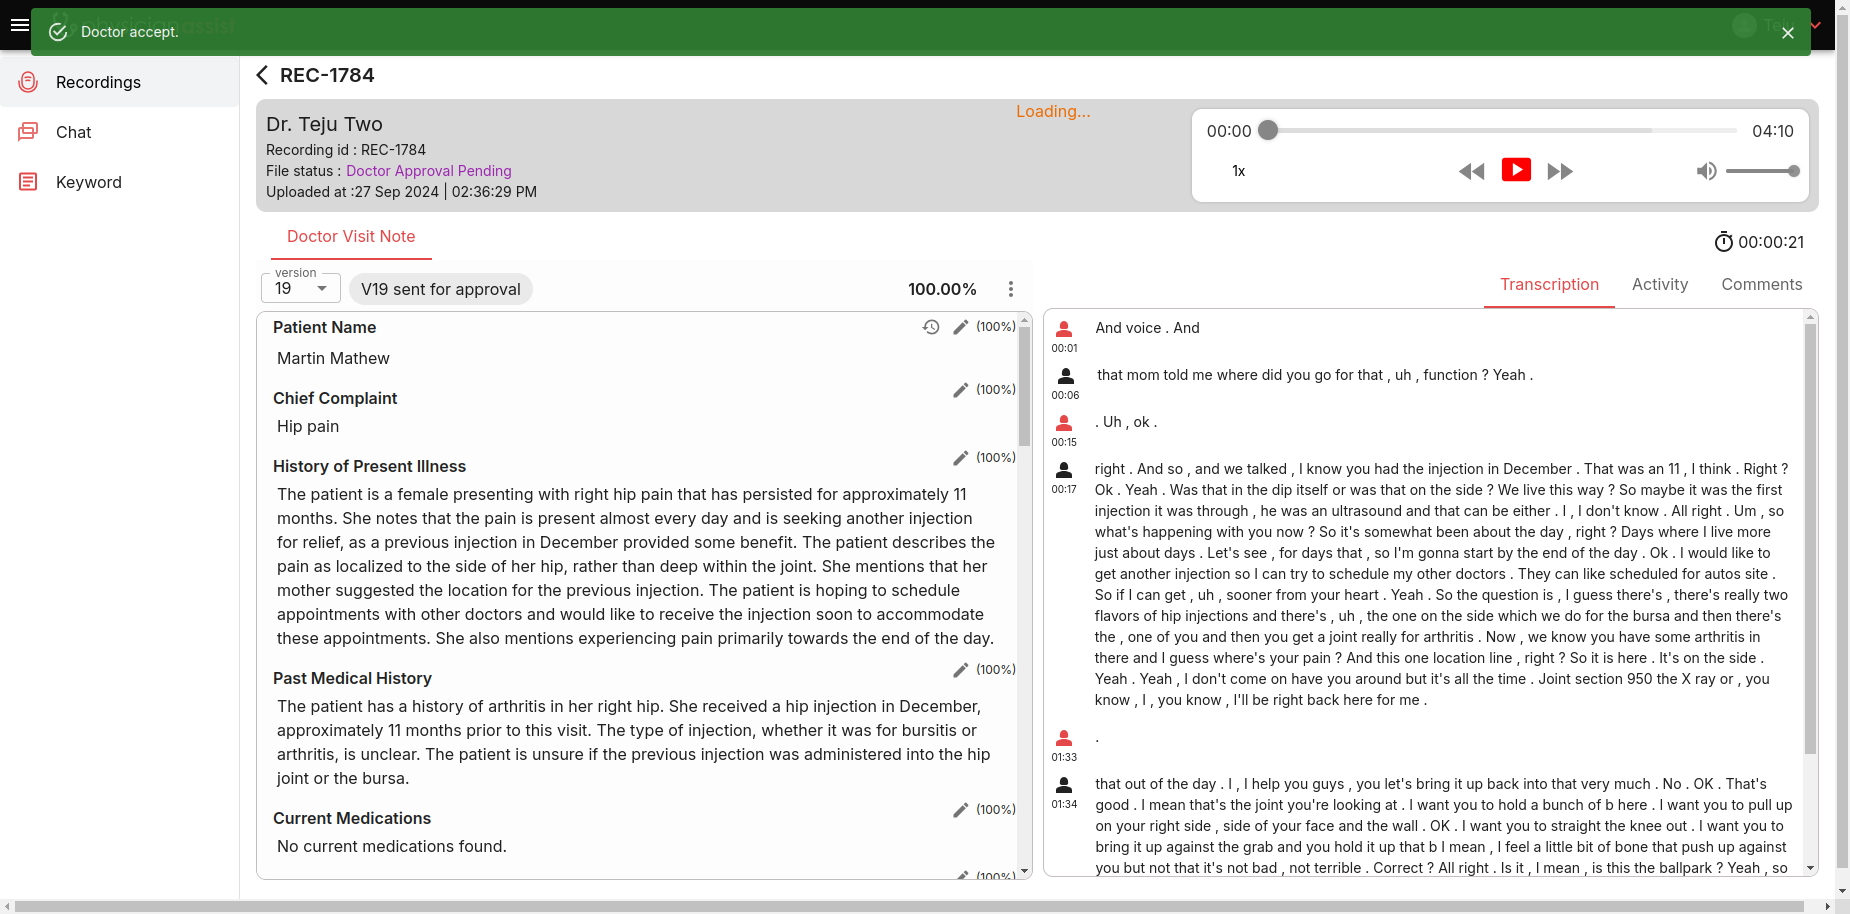 Doctor accept.
Recordings
Chat
Keyword
REC-1784
Dr. Teju Two
Recording id : REC-1784
File status : Doctor Approval Pending
Uploaded at :27 Sep 2024 | 02:36:29 PM
Loading...
00:00
04:10
1x
Doctor Visit Note
00:00:21
version
19
V19 sent for approval
100.00%
Patient Name
(100%)
Martin Mathew
Chief Complaint
(100%)
Hip pain
History of Present Illness
(100%)
The patient is a female presenting with right hip pain that has persisted for approximately 11
months. She notes that the pain is present almost every day and is seeking another injection
for relief, as a previous injection in December provided some benefit. The patient describes the
pain as localized to the side of her hip, rather than deep within the joint. She mentions that her
mother suggested the location for the previous injection. The patient is hoping to schedule
appointments with other doctors and would like to receive the injection soon to accommodate
these appointments. She also mentions experiencing pain primarily towards the end of the day.
Past Medical History
(100%)
The patient has a history of arthritis in her right hip. She received a hip injection in December,
approximately 11 months prior to this visit. The type of injection, whether it was for bursitis or
arthritis, is unclear. The patient is unsure if the previous injection was administered into the hip
joint or the bursa.
Current Medications
(100%)
No current medications found.
(100%)
Transcription
Activity
Comments
And voice . And
00:01
that mom told me where did you go for that , uh , function ? Yeah .
00:06
. Uh , ok .
00:15
right . And so , and we talked , I know you had the injection in December . That was an 11 , I think . Right ?
00:17
Ok . Yeah . Was that in the dip itself or was that on the side ? We live this way ? So maybe it was the first
injection it was through , he was an ultrasound and that can be either . I , I don't know . All right . Um , so
what's happening with you now ? So it's somewhat been about the day , right ? Days where I live more
just about days . Let's see , for days that , so I'm gonna start by the end of the day . Ok . I would like to
get another injection so I can try to schedule my other doctors . They can like scheduled for autos site .
So if I can get , uh , sooner from your heart . Yeah . So the question is , I guess there's , there's really two
flavors of hip injections and there's , uh , the one on the side which we do for the bursa and then there's
the , one of you and then you get a joint really for arthritis . Now , we know you have some arthritis in
there and I guess where's your pain ? And this one location line , right ? So it is here . It's on the side .
Yeah . Yeah , I don't come on have you around but it's all the time . Joint section 950 the X ray or , you
know , I , you know , I'll be right back here for me .
.
01:33
that out of the day . I , I help you guys , you let's bring it up back into that very much . No . OK . That's
01:34
good . I mean that's the joint you're looking at . I want you to hold a bunch of b here . I want you to pull up
on your right side , side of your face and the wall . OK . I want you to straight the knee out . I want you to
bring it up against the grab and you hold it up that b I mean , I feel a little bit of bone that push up against
you but not that it's not bad , not terrible . Correct ? All right . Is it , I mean , is this the ballpark ? Yeah , so